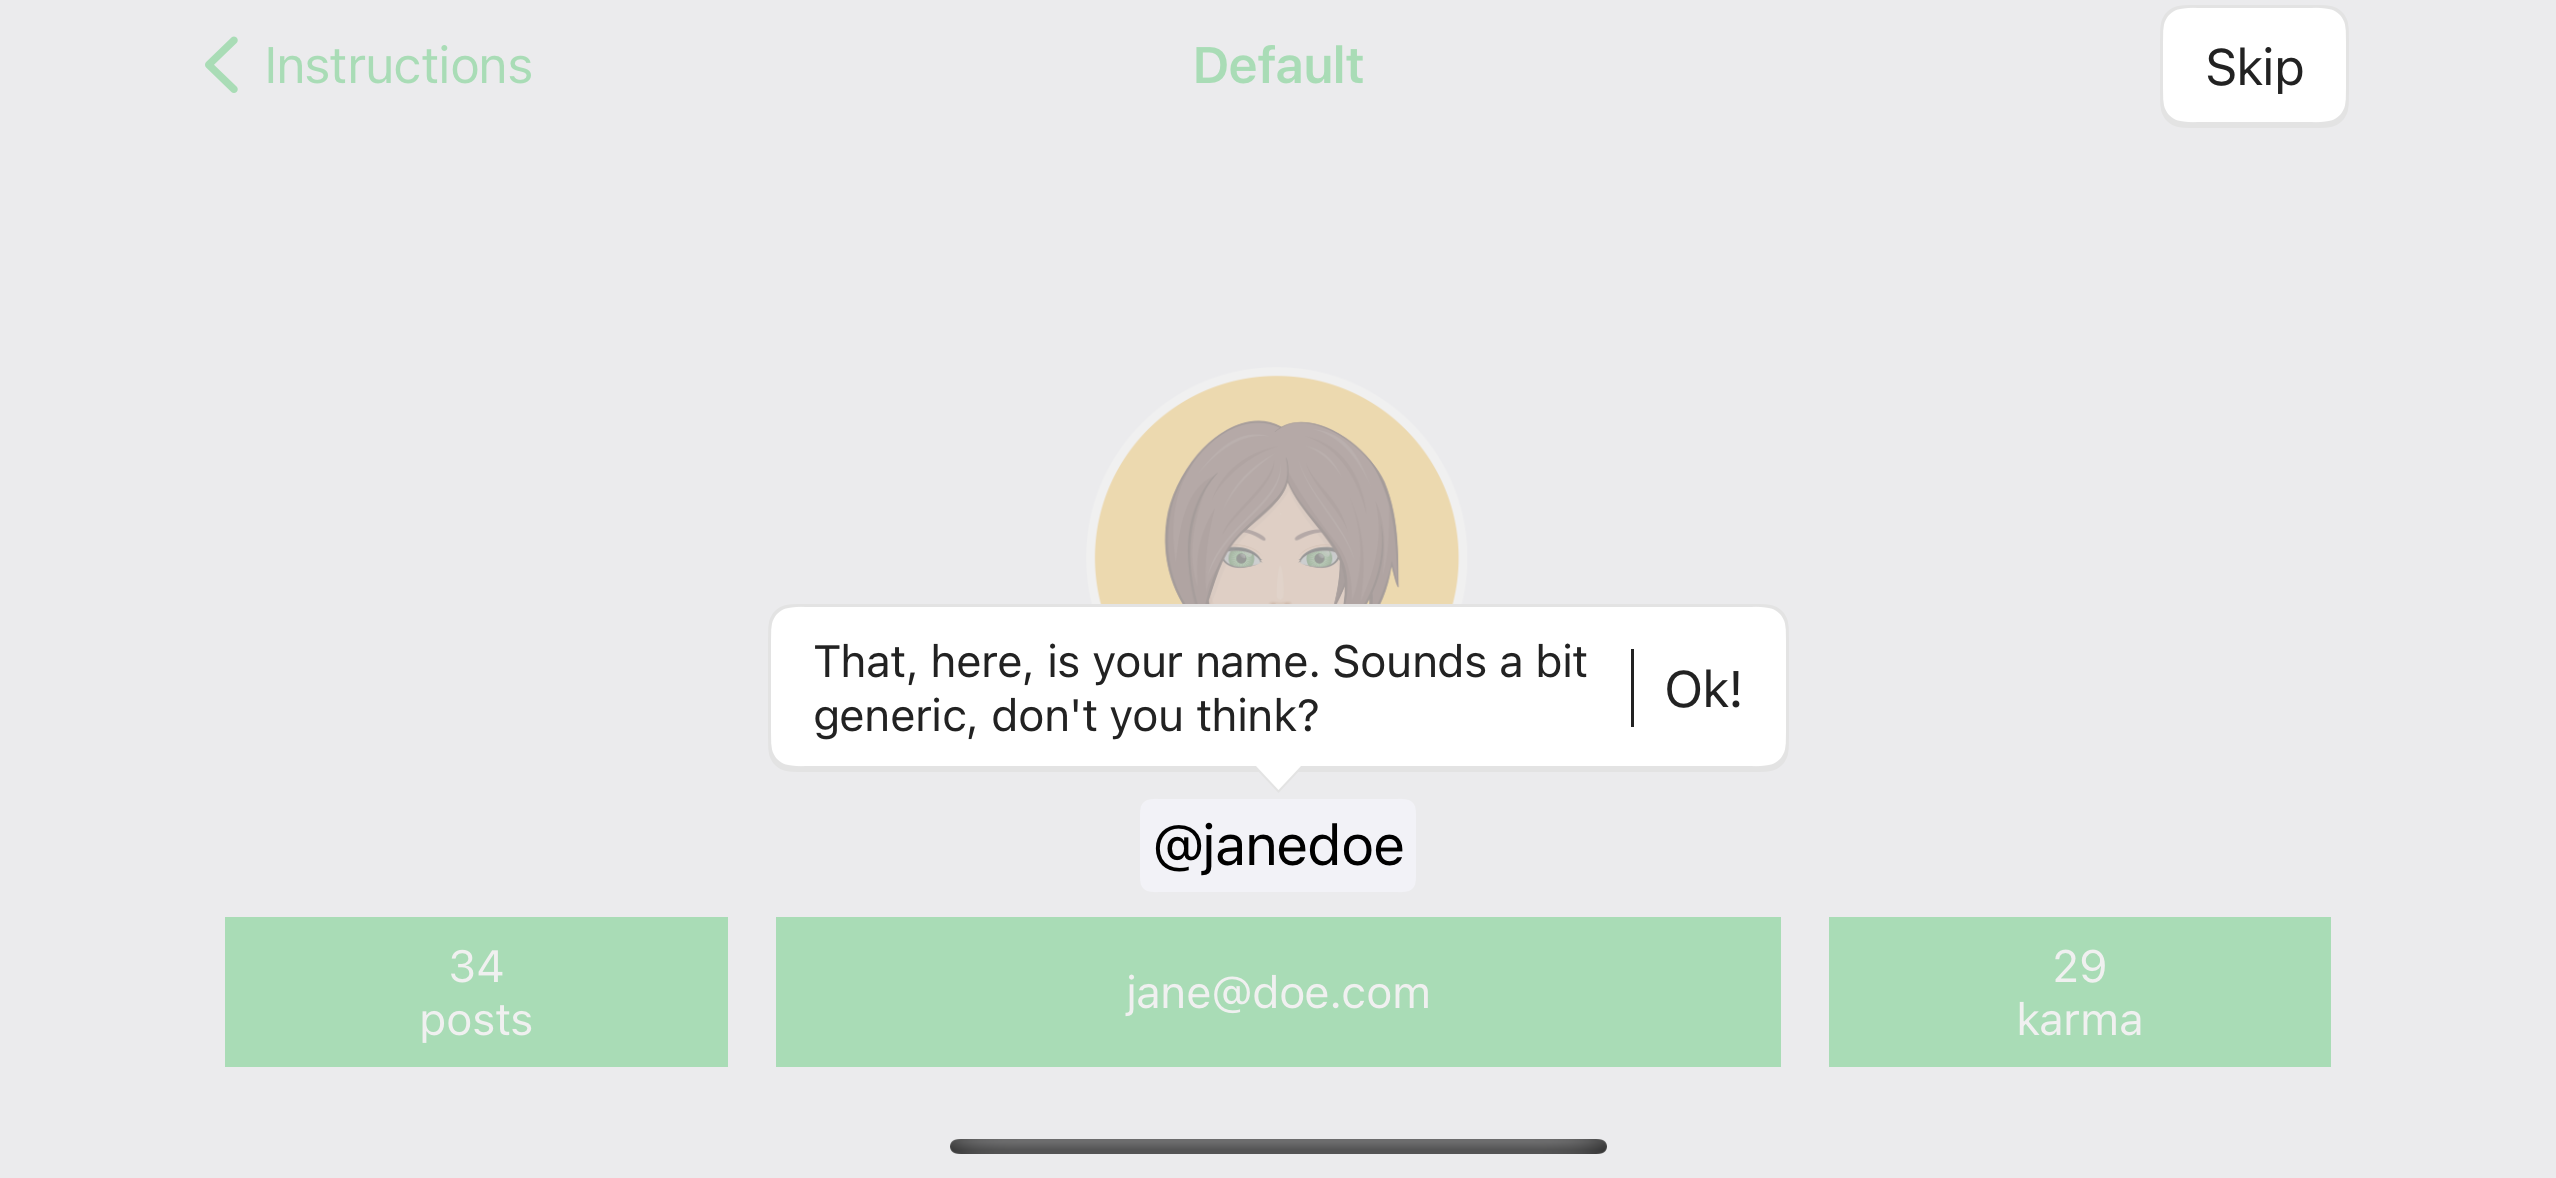 Instructions
Default
Skip
That, here, is your name. Sounds a bit
generic, don't you think?
Ok!
@janedoe
34
posts
jane@doe.com
29
karma